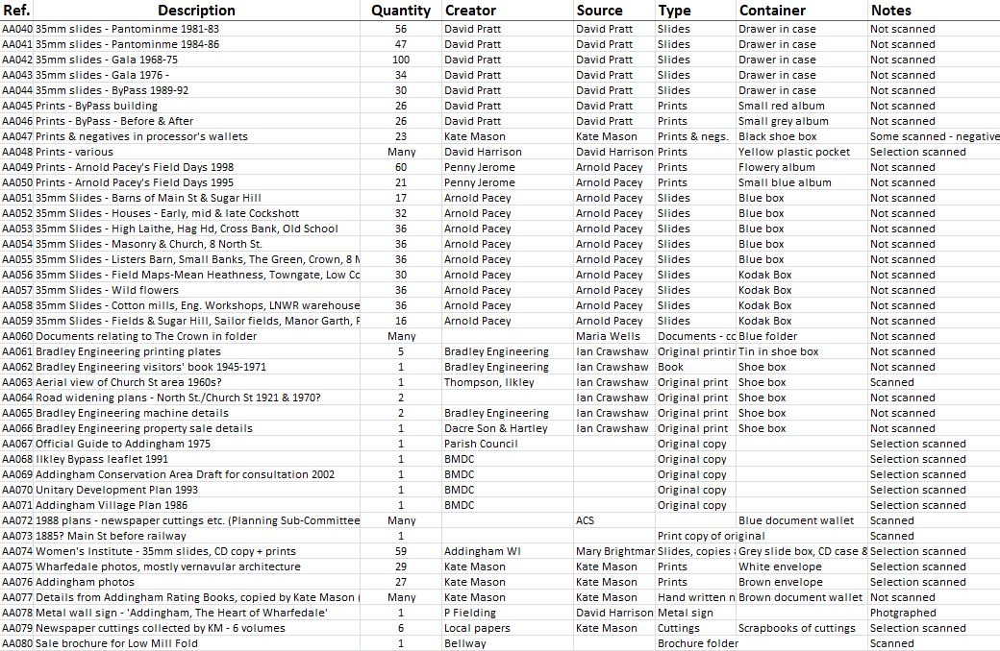 Ref. Description Quantity Creator Source Type Container Notes
AA040 35mm slides - Pantominme 1981-83 56 David Pratt David Pratt Slides Drawer in case Not scanned
AA041 35mm slides - Pantominme 1984-86 47 David Pratt David Pratt Slides Drawer in case Not scanned
AA042 35mm slides - Gala 1968-75 100 David Pratt David Pratt Slides Drawer in case Not scanned
AA043 35mm slides - Gala 1976 - 34 David Pratt David Pratt Slides Drawer in case Not scanned
AA044 35mm slides - ByPass 1989-92 30 David Pratt David Pratt Slides Drawer in case Not scanned
AA045 Prints - ByPass building 26 David Pratt David Pratt Prints Small red album Not scanned
AA046 Prints - ByPass - Before & After 26 David Pratt David Pratt Prints Small grey album Not scanned
AA047 Prints & negatives in processor's wallets 23 Kate Mason Kate Mason Prints & negs. Black shoe box Some scanned - negative
AA048 Prints - various Many David Harrison David Harrison Prints Yellow plastic pocket Selection scanned
AA049 Prints - Arnold Pacey's Field Days 1998 60 Penny Jerome Arnold Pacey Prints Flowery album Not scanned
AA050 Prints - Arnold Pacey's Field Days 1995 21 Penny Jerome Arnold Pacey Prints Small blue album Not scanned
AA051 35mm Slides - Barns of Main St & Sugar Hill 17 Arnold Pacey Arnold Pacey Slides Blue box Not scanned
AA052 35mm Slides - Houses - Early, mid & late Cockshott 32 Arnold Pacey Arnold Pacey Slides Blue box Not scanned
AA053 35mm Slides - High Laithe, Hag Hd, Cross Bank, Old School 36 Arnold Pacey Arnold Pacey Slides Blue box Not scanned
AA054 35mm Slides - Masonry & Church, 8 North St. 36 Arnold Pacey Arnold Pacey Slides Blue box Not scanned
AA055 35mm Slides - Listers Barn, Small Banks, The Green, Crown, 8 M 36 Arnold Pacey Arnold Pacey Slides Blue box Not scanned
AA056 35mm Slides - Field Maps-Mean Heathness, Towngate, Low Co 30 Arnold Pacey Arnold Pacey Slides Kodak Box Not scanned
AA057 35mm Slides - Wild flowers 36 Arnold Pacey Arnold Pacey Slides Kodak Box Not scanned
AA058 35mm Slides - Cotton mills, Eng. Workshops, LNWR warehouse 36 Arnold Pacey Arnold Pacey Slides Kodak Box Not scanned
AA059 35mm Slides - Fields & Sugar Hill, Sailor fields, Manor Garth, F 16 Arnold Pacey Arnold Pacey Slides Kodak Box Not scanned
AA060 Documents relating to The Crown in folder Many Maria Wells Documents - cc Blue folder Not scanned
AA061 Bradley Engineering printing plates 5 Bradley Engineering Ian Crawshaw Original printin Tin in shoe box Not scanned
AA062 Bradley Engineering visitors' book 1945-1971 1 Bradley Engineering Ian Crawshaw Book Shoe box Not scanned
AA063 Aerial view of Church St area 1960s? 1 Thompson, Ilkley Ian Crawshaw Original print Shoe box Scanned
AA064 Road widening plans - North St./Church St 1921 & 1970? 2 Ian Crawshaw Original print Shoe box Not scanned
AA065 Bradley Engineering machine details 2 Bradley Engineering Ian Crawshaw Original print Shoe box Not scanned
AA066 Bradley Engineering property sale details 1 Dacre Son & Hartley Ian Crawshaw Original print Shoe box Not scanned
AA067 Official Guide to Addingham 1975 1 Parish Council Original copy Selection scanned
AA068 Ilkley Bypass leaflet 1991 1 BMDC Original copy Selection scanned
AA069 Addingham Conservation Area Draft for consultation 2002 1 BMDC Original copy Selection scanned
AA070 Unitary Development Plan 1993 1 BMDC Original copy Selection scanned
AA071 Addingham Village Plan 1986 1 BMDC Original copy Selection scanned
AA072 1988 plans - newspaper cuttings etc. (Planning Sub-Committee Many ACS Blue document wallet Scanned
AA073 1885? Main St before railway 1 Print copy of original Scanned
AA074 Women's Institute - 35mm slides, CD copy + prints 59 Addingham WI Mary Brightmar Slides, copies Grey slide box, CD case & Selection scanned
AA075 Wharfedale photos, mostly vernavular architecture 29 Kate Mason Kate Mason Prints White envelope Selection scanned
AA076 Addingham photos 27 Kate Mason Kate Mason Prints Brown envelope Selection scanned
AA077 Details from Addingham Rating Books, copied by Kate Mason ( Many Kate Mason Kate Mason Hand written n Brown document wallet Not scanned
AA078 Metal wall sign - 'Addingham, The Heart of Wharfedale' 1 P Fielding David Harrison Metal sign Photgraphed
AA079 Newspaper cuttings collected by KM - 6 volumes 6 Local papers Kate Mason Cuttings Scrapbooks of cuttings Selection scanned
AA080 Sale brochure for Low Mill Fold 1 Bellway Brochure folder Scanned